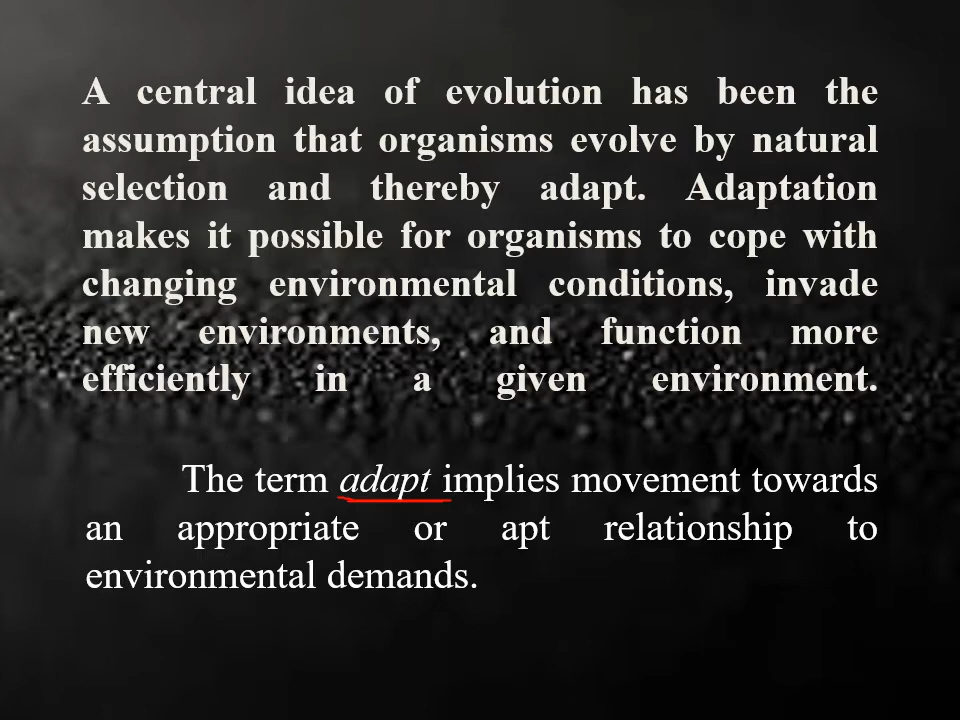 A central idea of evolution has been the
assumption that organisms evolve by natural
selection and thereby adapt. Adaptation
makes it possible for organisms to cope with
changing environmental conditions, invade
new environments, and function more
efficiently in a given environment.
The term adapt implies movement towards
an appropriate or apt relationship to
environmental demands.